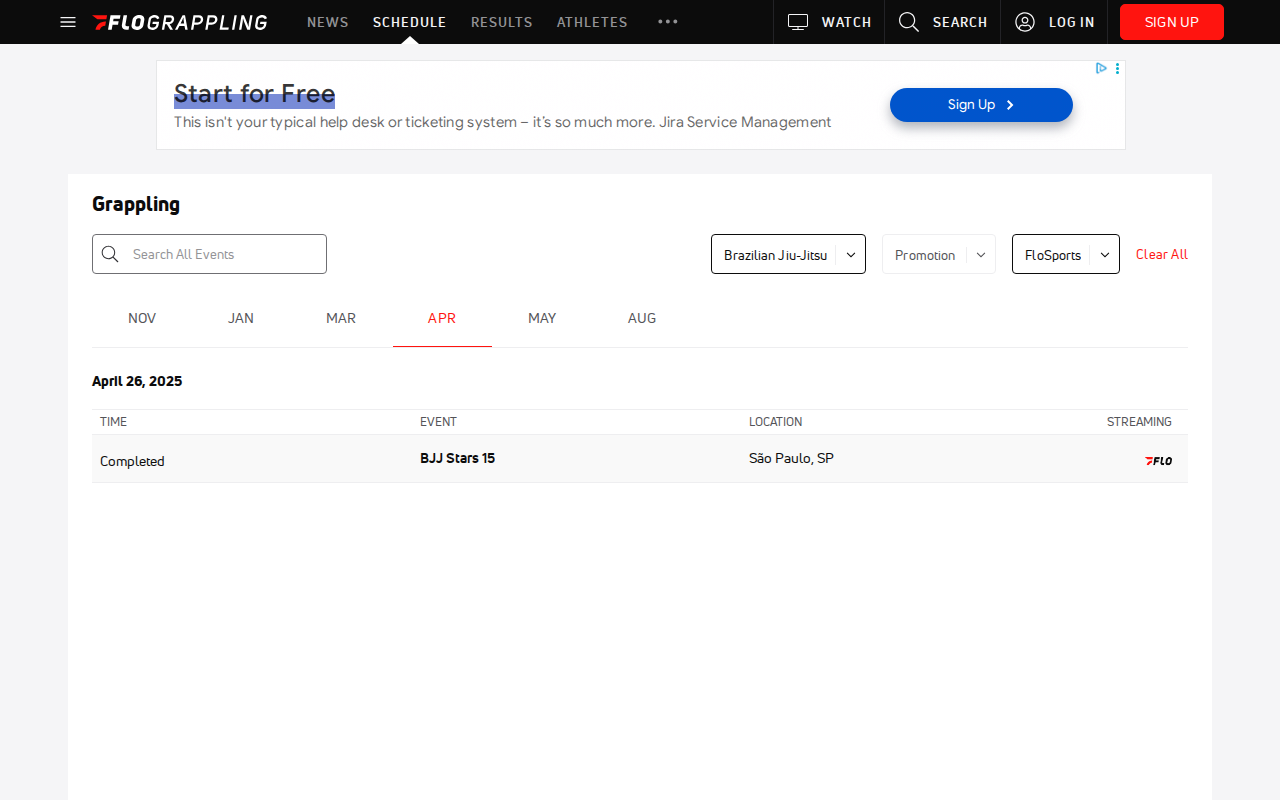 FLOGRAPPLING NEWS SCHEDULE RESULTS ATHLETES ••• WATCH SEARCH LOG IN SIGN UP
Start for Free
This isn't your typical help desk or ticketing system – it's so much more. Jira Service Management
Sign Up
Grappling
Search All Events
Brazilian Jiu-Jitsu
Promotion
FloSports
Clear All
NOV JAN MAR APR MAY AUG
April 26, 2025
TIME EVENT LOCATION STREAMING
Completed BJJ Stars 15 São Paulo, SP FLO